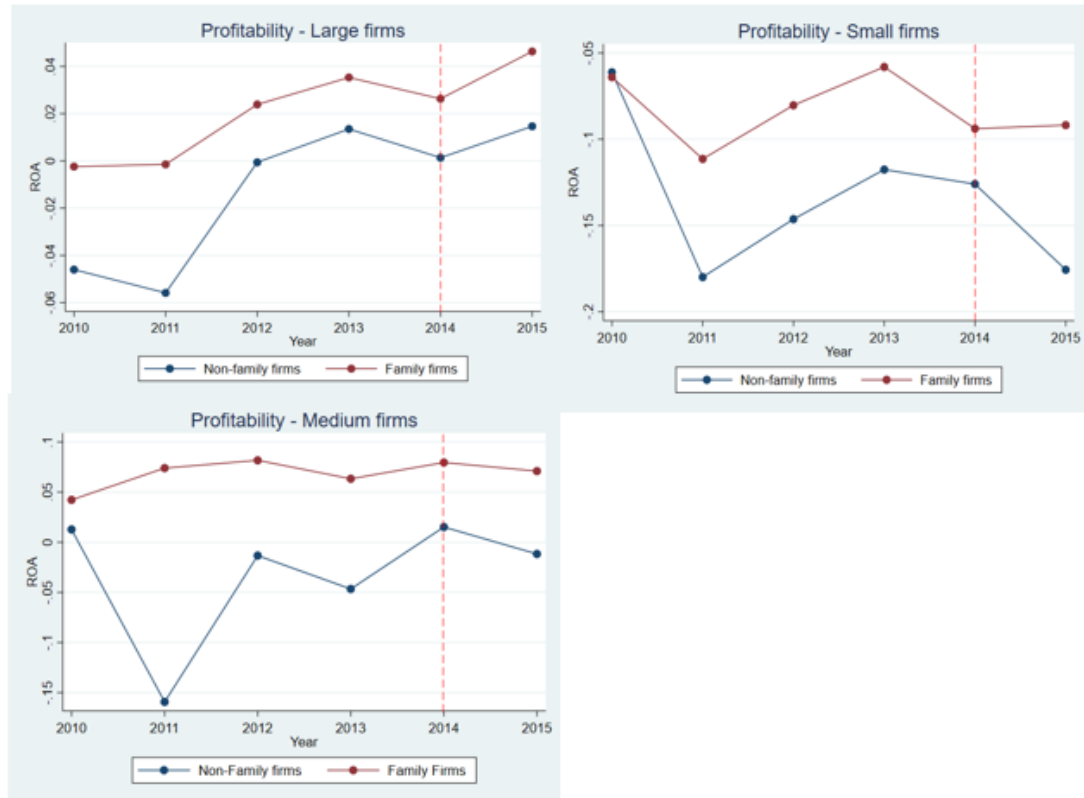 Profitability - Large firms
.04
.02
0
-.02
-.04
-.06
ROA
2010 2011 2012 2013 2014 2015
Year
Non-family firms Family firms
Profitability - Small firms
-.05
-.1
-.15
-.2
ROA
2010 2011 2012 2013 2014 2015
Year
Non-family firms Family firms
Profitability - Medium firms
.1
.05
0
-.05
-.1
-.15
ROA
2010 2011 2012 2013 2014 2015
Year
Non-Family firms Family Firms